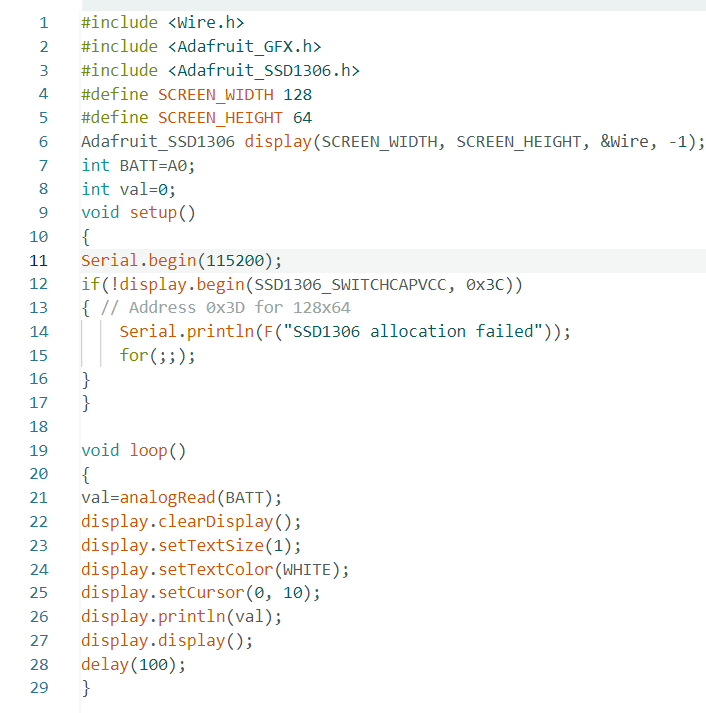 1 #include <Wire.h>
2 #include <Adafruit_GFX.h>
3 #include <Adafruit_SSD1306.h>
4 #define SCREEN_WIDTH 128
5 #define SCREEN_HEIGHT 64
6 Adafruit_SSD1306 display(SCREEN_WIDTH, SCREEN_HEIGHT, &Wire, -1);
7 int BATT=A0;
8 int val=0;
9 void setup()
10 {
11 Serial.begin(115200);
12 if(!display.begin(SSD1306_SWITCHCAPVCC, 0x3C))
13 { // Address 0x3D for 128x64
14     Serial.println(F("SSD1306 allocation failed"));
15     for(;;);
16 }
17 }
18
19 void loop()
20 {
21 val=analogRead(BATT);
22 display.clearDisplay();
23 display.setTextSize(1);
24 display.setTextColor(WHITE);
25 display.setCursor(0, 10);
26 display.println(val);
27 display.display();
28 delay(100);
29 }